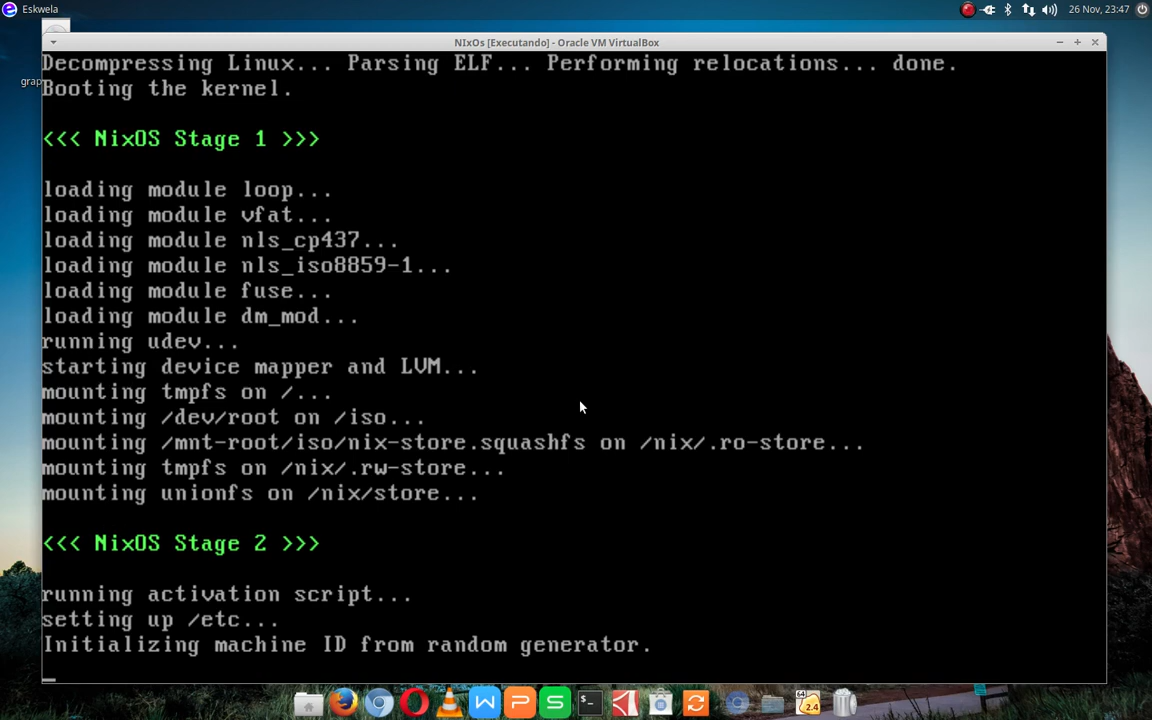 Eskwela
26 Nov, 23:47
NIxOs [Executando] - Oracle VM VirtualBox
grap
Decompressing Linux... Parsing ELF... Performing relocations... done.
Booting the kernel.
<<< NixOS Stage 1 >>>
loading module loop...
loading module vfat...
loading module nls_cp437...
loading module nls_iso8859-1...
loading module fuse...
loading module dm_mod...
running udev...
starting device mapper and LVM...
mounting tmpfs on /...
mounting /dev/root on /iso...
mounting /mnt-root/iso/nix-store.squashfs on /nix/.ro-store...
mounting tmpfs on /nix/.rw-store...
mounting unionfs on /nix/store...
<<< NixOS Stage 2 >>>
running activation script...
setting up /etc...
Initializing machine ID from random generator.
W P S >_ 64 2.4